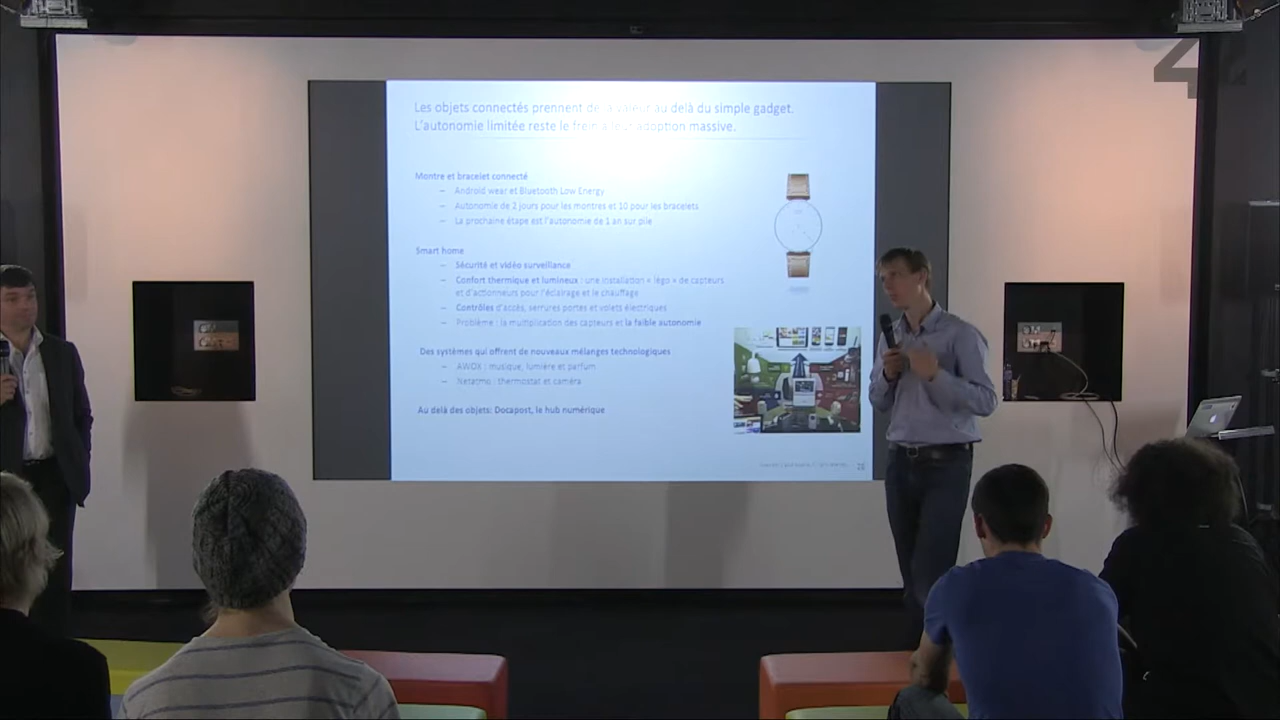 42
Les objets connectés prennent de la valeur au delà du simple gadget.
L'autonomie limitée reste le frein à leur adoption massive.
Montre et bracelet connecté
– Android wear et Bluetooth Low Energy
– Autonomie de 2 jours pour les montres et 10 pour les bracelets
– La prochaine étape est l'autonomie de 1 an sur pile
Smart home
– Sécurité et vidéo surveillance
– Confort thermique et lumineux : une installation « légo » de capteurs
et d'actionneurs pour l'éclairage et le chauffage
– Contrôles d'accès, serrures portes et volets électriques
– Problème : la multiplication des capteurs et la faible autonomie
Des systèmes qui offrent de nouveaux mélanges technologiques
– AWOX : musique, lumière et parfum
– Netatmo : thermostat et caméra
Au delà des objets: Docapost, le hub numérique